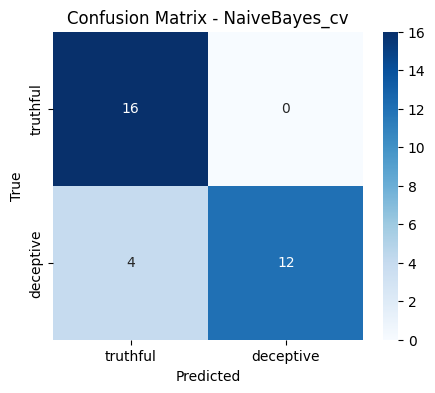 Confusion Matrix - NaiveBayes_cv
True
truthful
deceptive
16
0
4
12
truthful
deceptive
Predicted
16
14
12
10
8
6
4
2
0